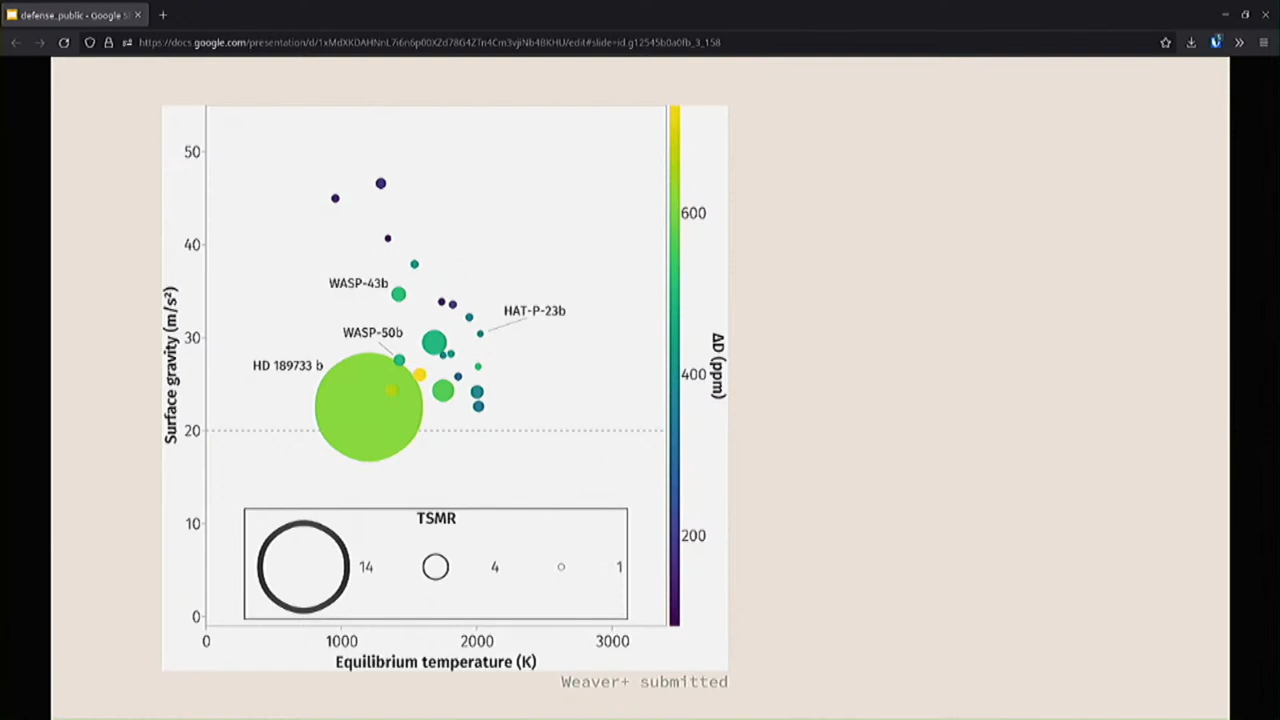 defense_public - Google Sl
https://docs.google.com/presentation/d/1xMdXKDAHNnL7i6n6p00XZd78G4ZTn4Cm3vjiNb4BKHU/edit#slide=id.g12545b0a0fb_3_158
50
40
30
20
10
0
Surface gravity (m/s²)
WASP-43b
WASP-50b
HD 189733 b
HAT-P-23b
TSMR
14
4
1
0
1000
2000
3000
Equilibrium temperature (K)
600
400
200
ΔD (ppm)
Weaver+ submitted